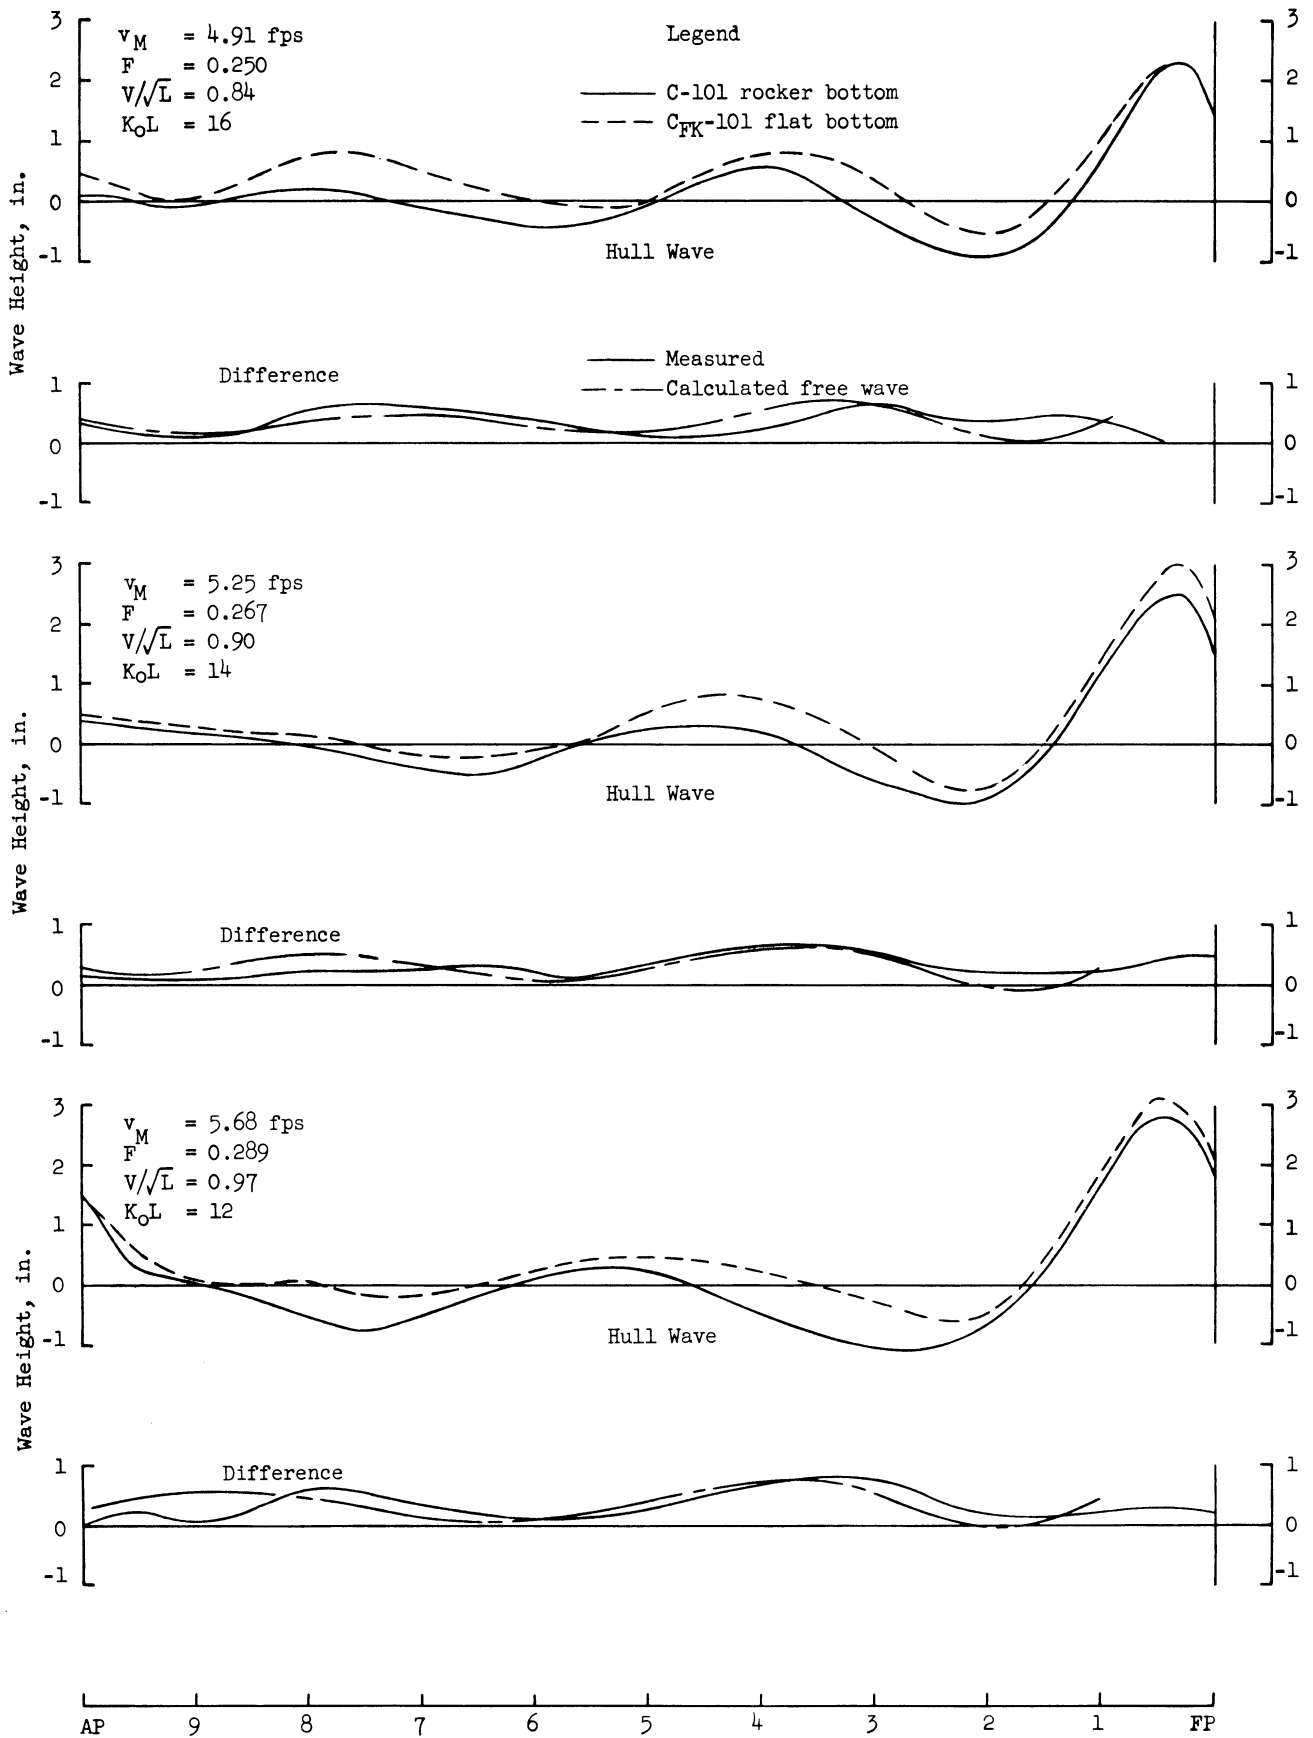 3
2
1
0
-1
v_M = 4.91 fps
F = 0.250
V/√L = 0.84
K_oL = 16
Legend
C-101 rocker bottom
C_FK-101 flat bottom
Hull Wave
3
2
1
0
-1
Wave Height, in.
1
0
-1
Difference
Measured
Calculated free wave
1
0
-1
3
2
1
0
-1
v_M = 5.25 fps
F = 0.267
V/√L = 0.90
K_oL = 14
Hull Wave
3
2
1
0
-1
Wave Height, in.
1
0
-1
Difference
1
0
-1
3
2
1
0
-1
v_M = 5.68 fps
F = 0.289
V/√L = 0.97
K_oL = 12
Hull Wave
3
2
1
0
-1
Wave Height, in.
1
0
-1
Difference
1
0
-1
AP 9 8 7 6 5 4 3 2 1 FP